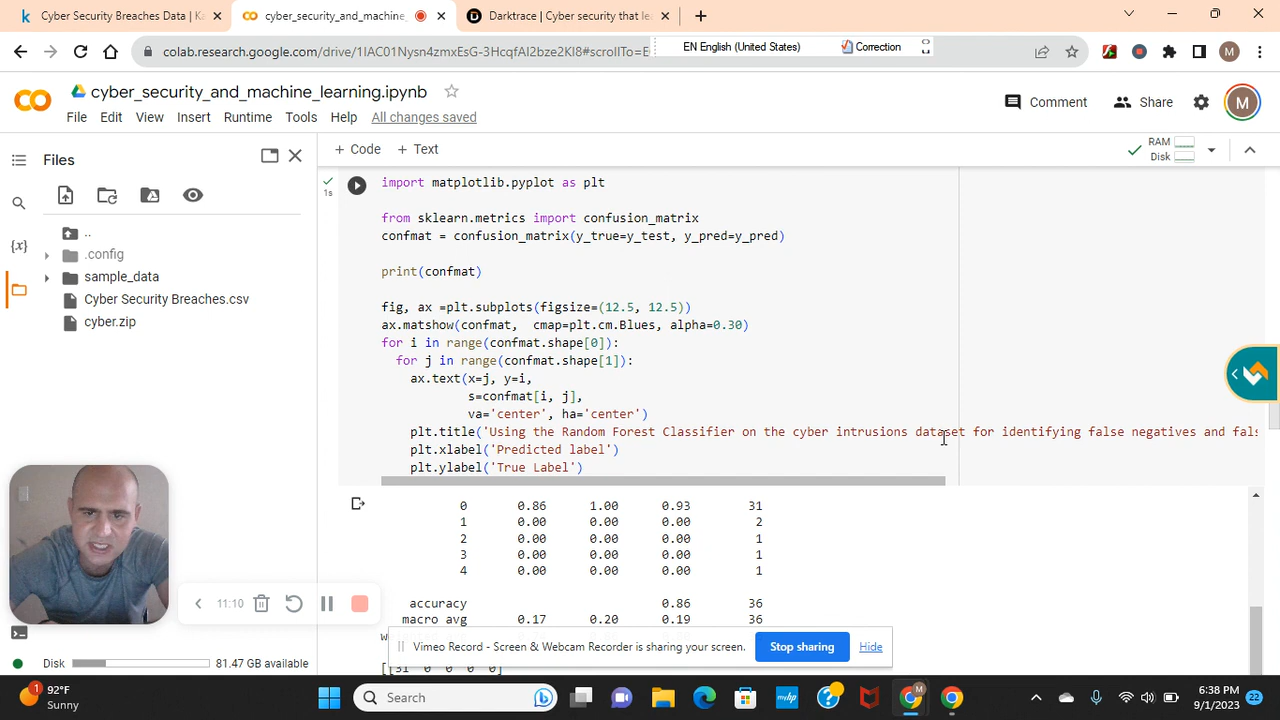 Cyber Security Breaches Data | Ka
cyber_security_and_machine_
Darktrace | Cyber security that le
colab.research.google.com/drive/1IAC01Nysn4zmxEsG-3HcqfAI2bze2KI8#scrollTo=E
EN English (United States)
Correction
M
cyber_security_and_machine_learning.ipynb
File Edit View Insert Runtime Tools Help All changes saved
Comment
Share
M
Files
+ Code + Text
RAM
Disk
..
.config
sample_data
Cyber Security Breaches.csv
cyber.zip
1s
import matplotlib.pyplot as plt
from sklearn.metrics import confusion_matrix
confmat = confusion_matrix(y_true=y_test, y_pred=y_pred)
print(confmat)
fig, ax =plt.subplots(figsize=(12.5, 12.5))
ax.matshow(confmat, cmap=plt.cm.Blues, alpha=0.30)
for i in range(confmat.shape[0]):
for j in range(confmat.shape[1]):
ax.text(x=j, y=i,
s=confmat[i, j],
va='center', ha='center')
plt.title('Using the Random Forest Classifier on the cyber intrusions dataset for identifying false negatives and fals
plt.xlabel('Predicted label')
plt.ylabel('True Label')
0 0.86 1.00 0.93 31
1 0.00 0.00 0.00 2
2 0.00 0.00 0.00 1
3 0.00 0.00 0.00 1
4 0.00 0.00 0.00 1
accuracy 0.86 36
macro avg 0.17 0.20 0.19 36
[[31 0 0 0 0]
11:10
Vimeo Record - Screen & Webcam Recorder is sharing your screen.
Stop sharing
Hide
Disk
81.47 GB available
1
92°F
Sunny
Search
6:38 PM
9/1/2023
22